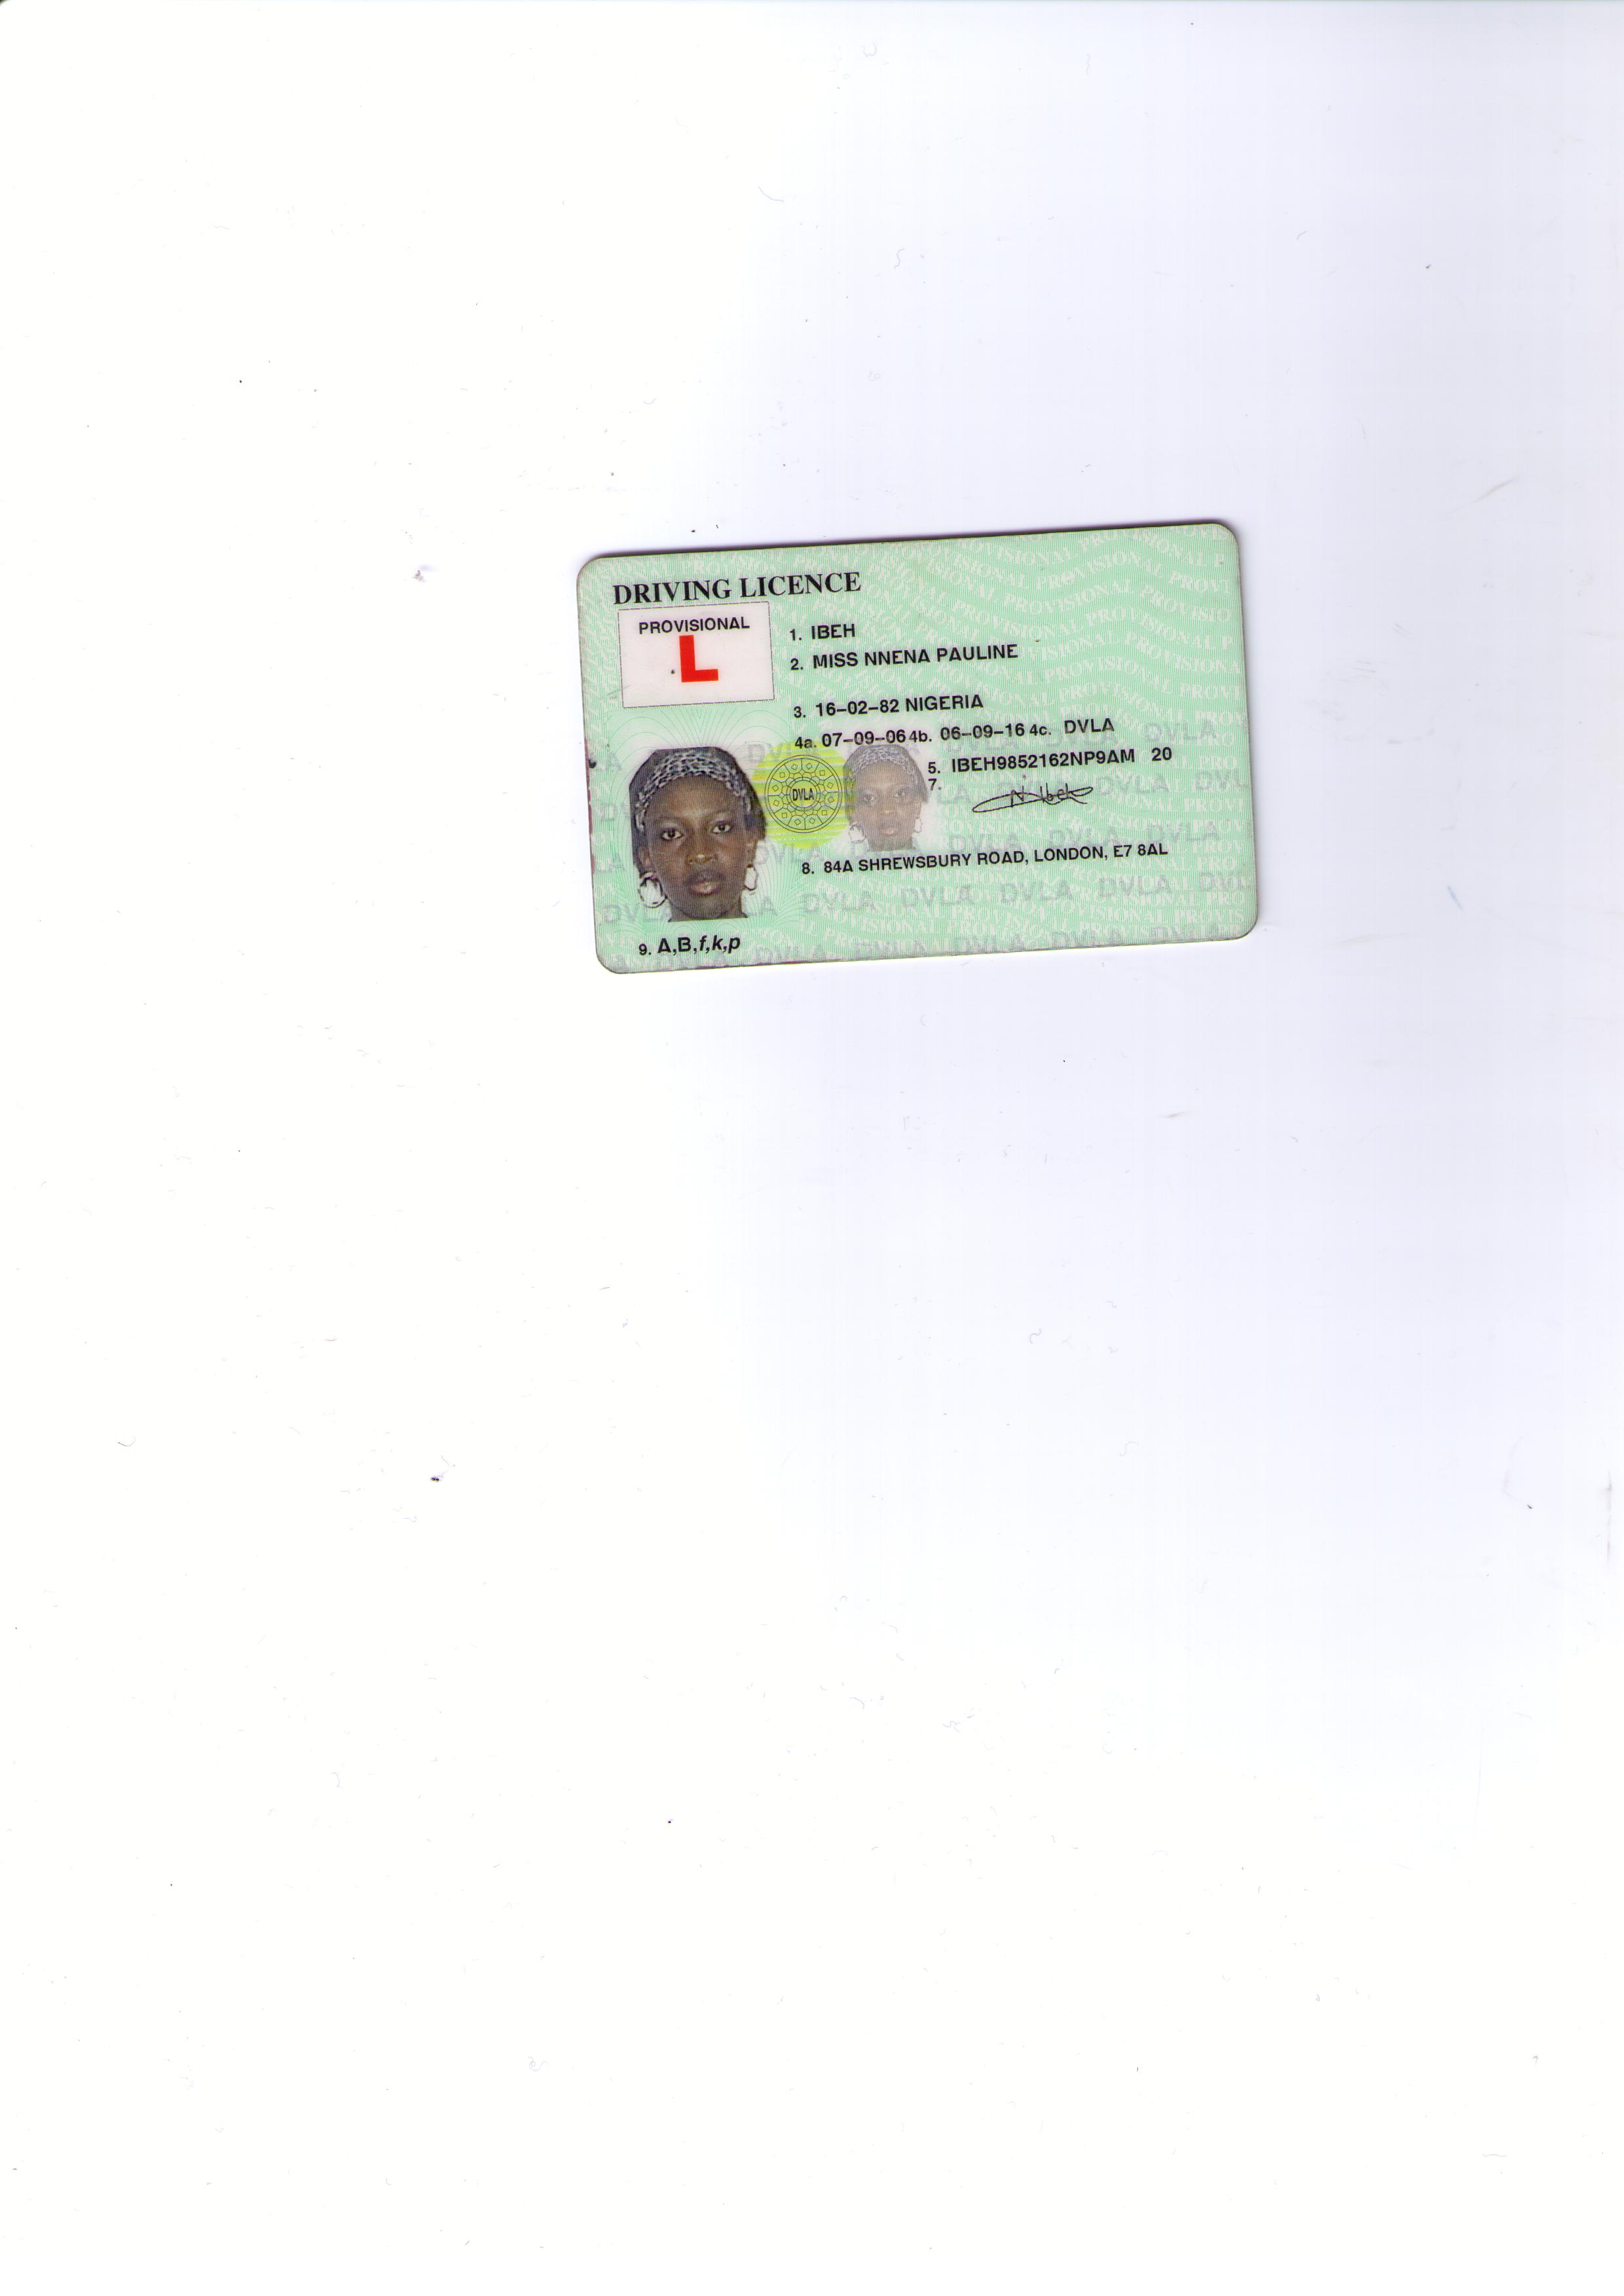 DRIVING LICENCE
PROVISIONAL
L
1. IBEH
2. MISS NNENA PAULINE
3. 16-02-82 NIGERIA
4a. 07-09-06 4b. 06-09-16 4c. DVLA
5. IBEH9852162NP9AM 20
7. N Ibeh
DVLA
8. 84A SHREWSBURY ROAD, LONDON, E7 8AL
9. A,B,f,k,p